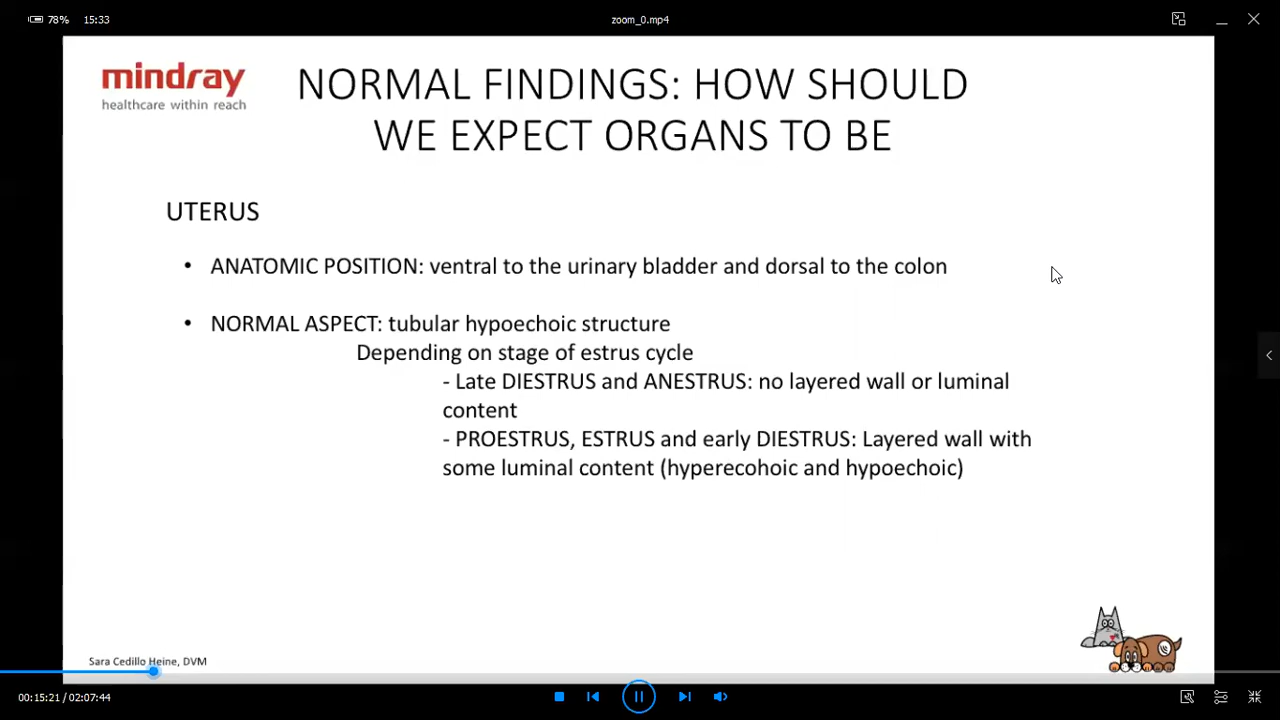 78% 15:33 zoom_0.mp4
mindray
healthcare within reach
NORMAL FINDINGS: HOW SHOULD
WE EXPECT ORGANS TO BE
UTERUS
• ANATOMIC POSITION: ventral to the urinary bladder and dorsal to the colon
• NORMAL ASPECT: tubular hypoechoic structure
Depending on stage of estrus cycle
- Late DIESTRUS and ANESTRUS: no layered wall or luminal
content
- PROESTRUS, ESTRUS and early DIESTRUS: Layered wall with
some luminal content (hyperecohoic and hypoechoic)
Sara Cedillo Heine, DVM
00:15:21 / 02:07:44